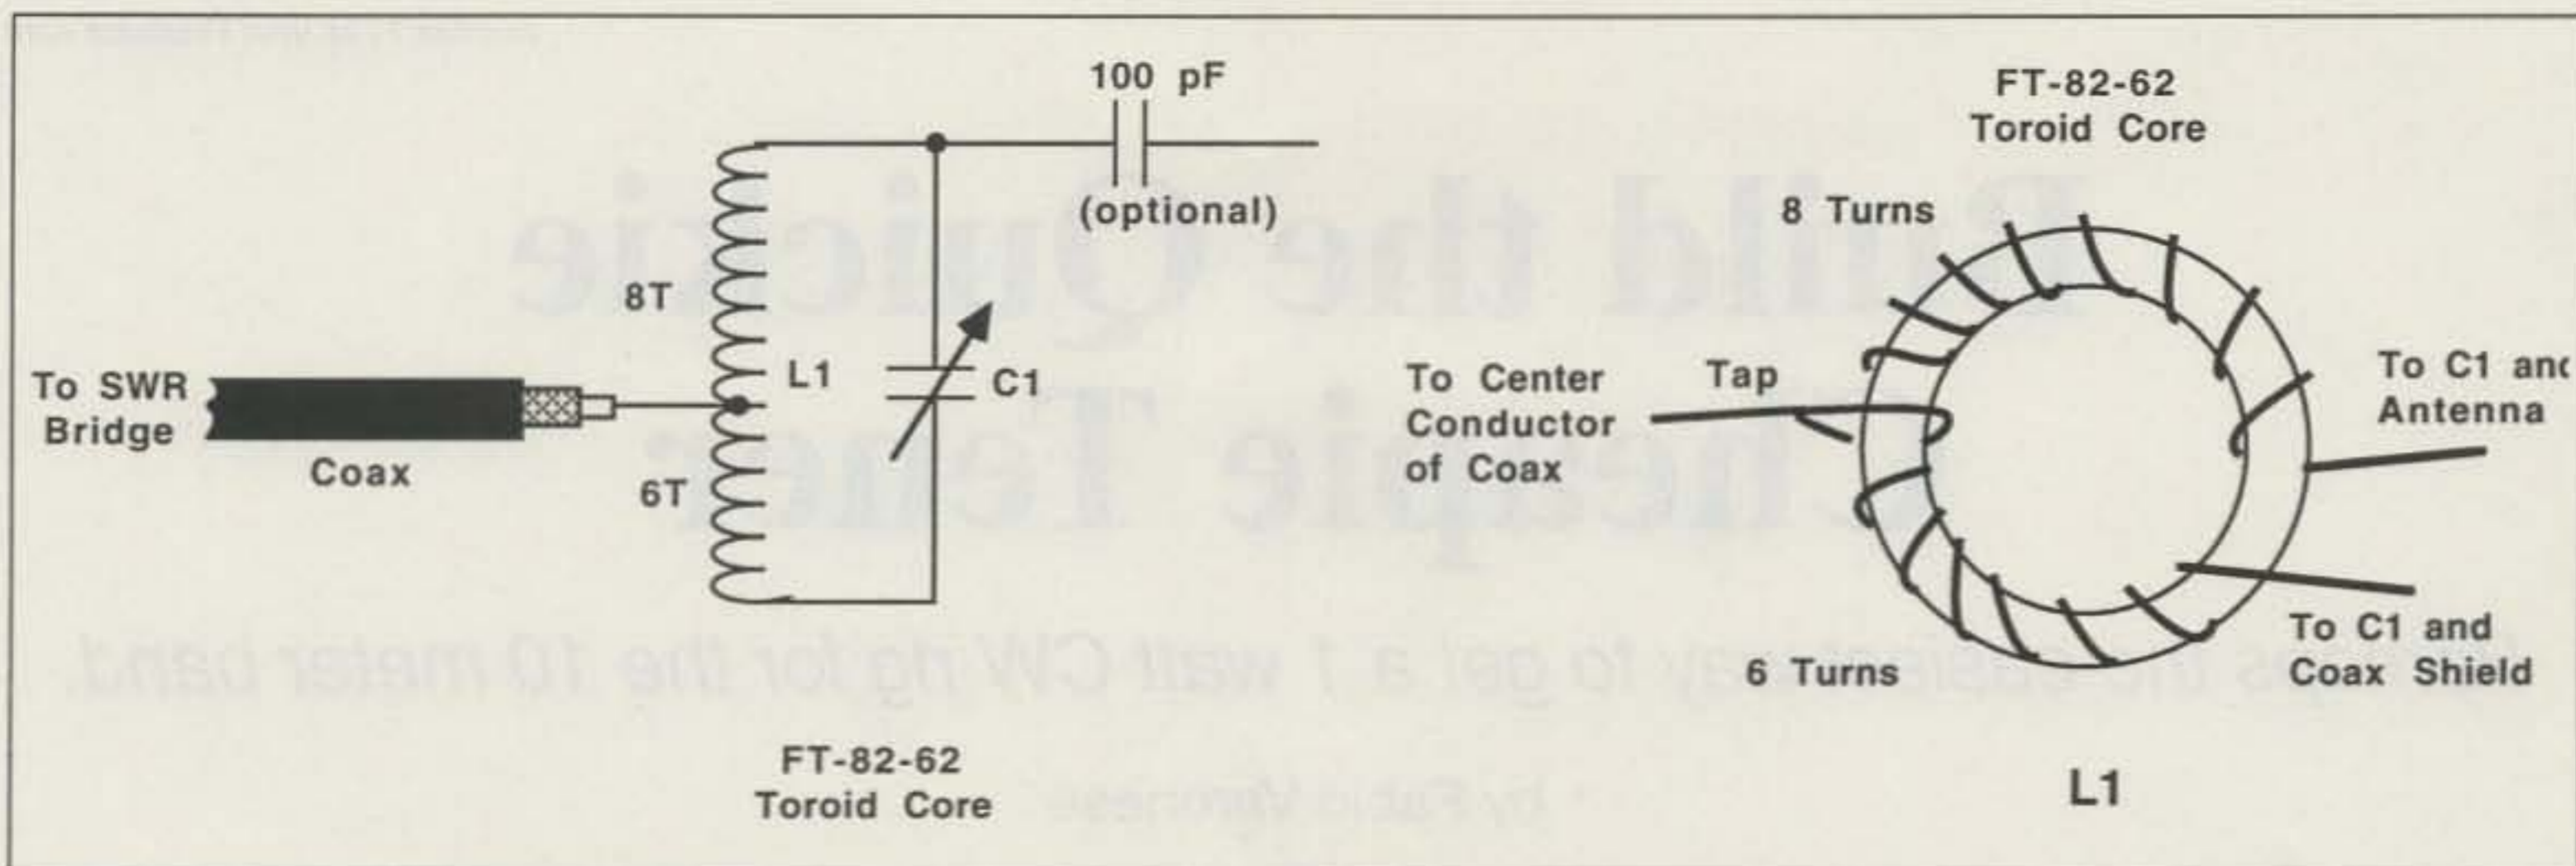 100 pF
(optional)
8T
L1
C1
To SWR
Bridge
Coax
6T
FT-82-62
Toroid Core
FT-82-62
Toroid Core
8 Turns
To Center
Conductor
of Coax
Tap
To C1 and
Antenna
6 Turns
To C1 and
Coax Shield
L1